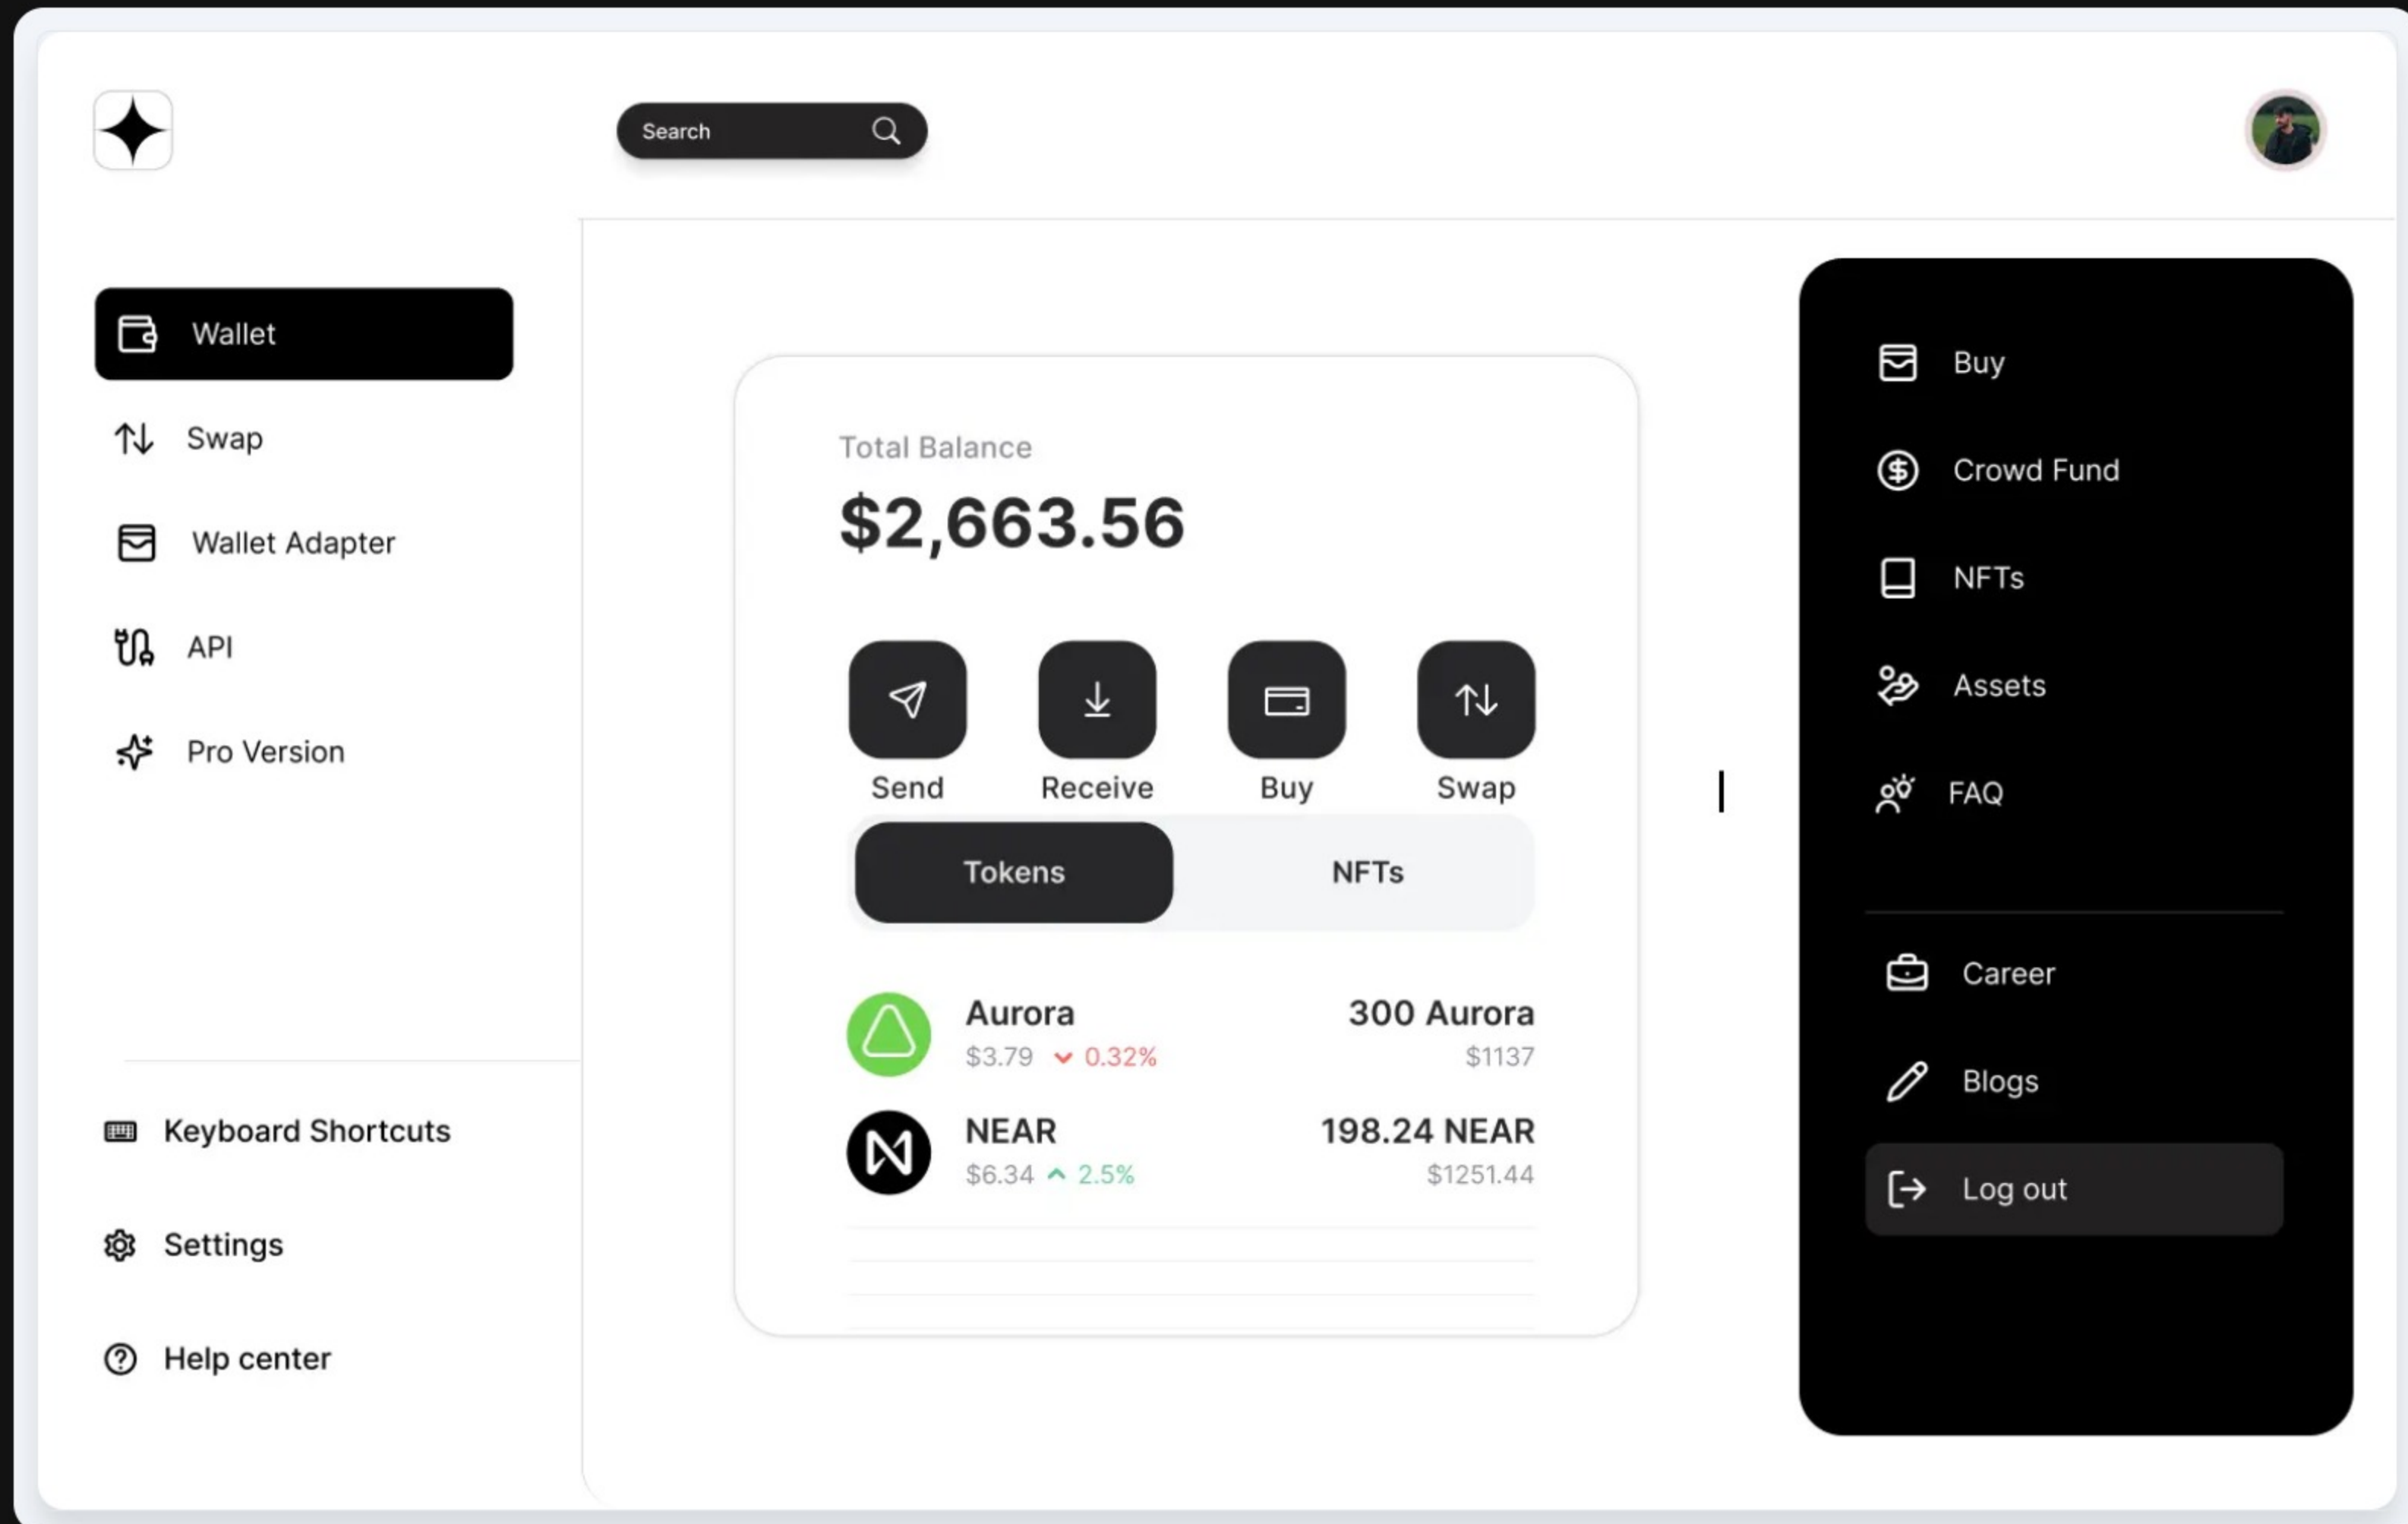 Search
Wallet
Swap
Wallet Adapter
API
Pro Version
Keyboard Shortcuts
Settings
Help center
Total Balance
$2,663.56
Send Receive Buy Swap
Tokens NFTs
Aurora 300 Aurora
$3.79 0.32% $1137
NEAR 198.24 NEAR
$6.34 2.5% $1251.44
Buy
Crowd Fund
NFTs
Assets
FAQ
Career
Blogs
Log out